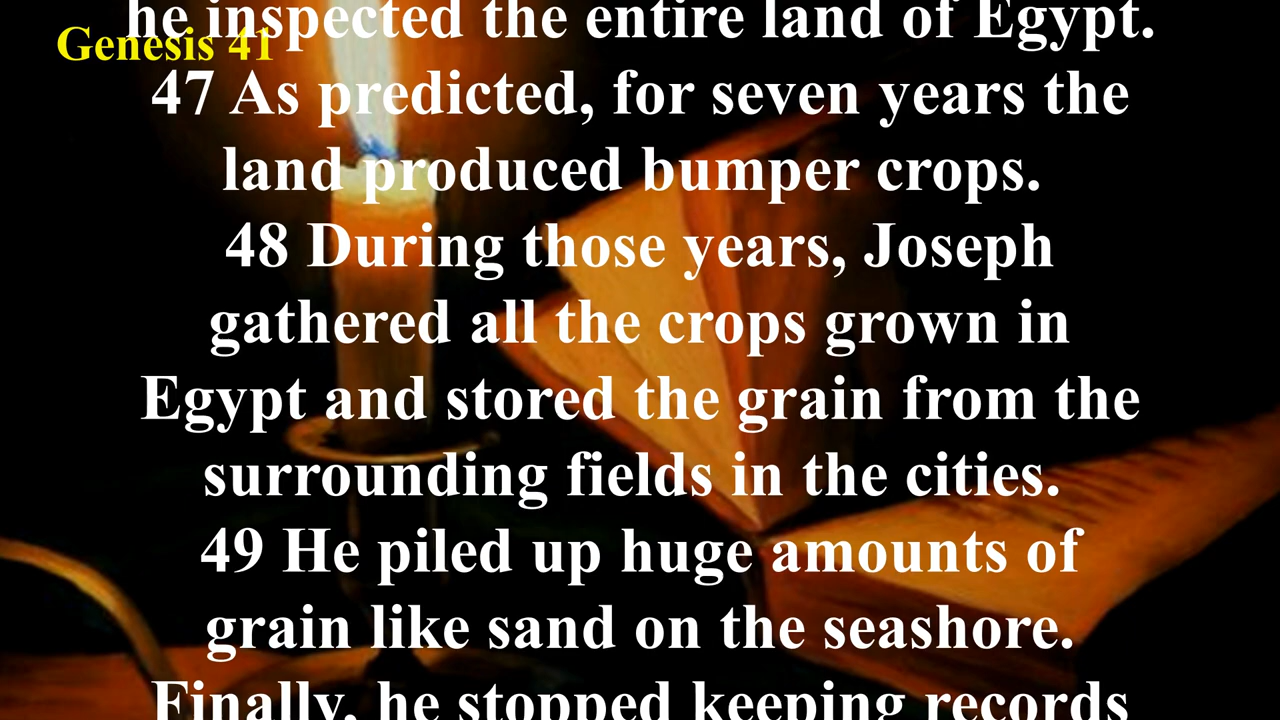 he inspected the entire land of Egypt.
Genesis 41
47 As predicted, for seven years the
land produced bumper crops.
48 During those years, Joseph
gathered all the crops grown in
Egypt and stored the grain from the
surrounding fields in the cities.
49 He piled up huge amounts of
grain like sand on the seashore.
Finally, he stopped keeping records